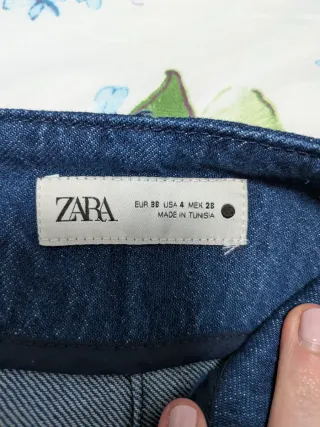 ZARA
EUR 38 USA 4 MEX 28
MADE IN TUNISIA